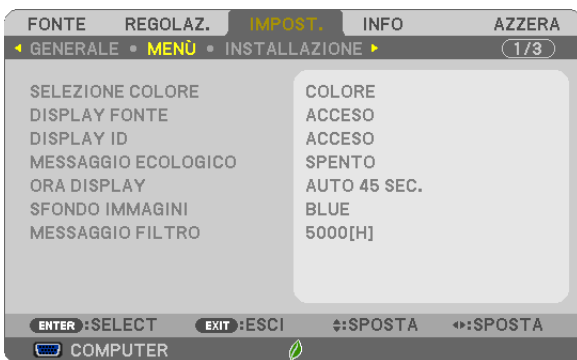 FONTE REGOLAZ. IMPOST. INFO AZZERA
GENERALE • MENÙ • INSTALLAZIONE 1/3
SELEZIONE COLORE COLORE
DISPLAY FONTE ACCESO
DISPLAY ID ACCESO
MESSAGGIO ECOLOGICO SPENTO
ORA DISPLAY AUTO 45 SEC.
SFONDO IMMAGINI BLUE
MESSAGGIO FILTRO 5000[H]
ENTER :SELECT EXIT :ESCI :SPOSTA :SPOSTA
COMPUTER